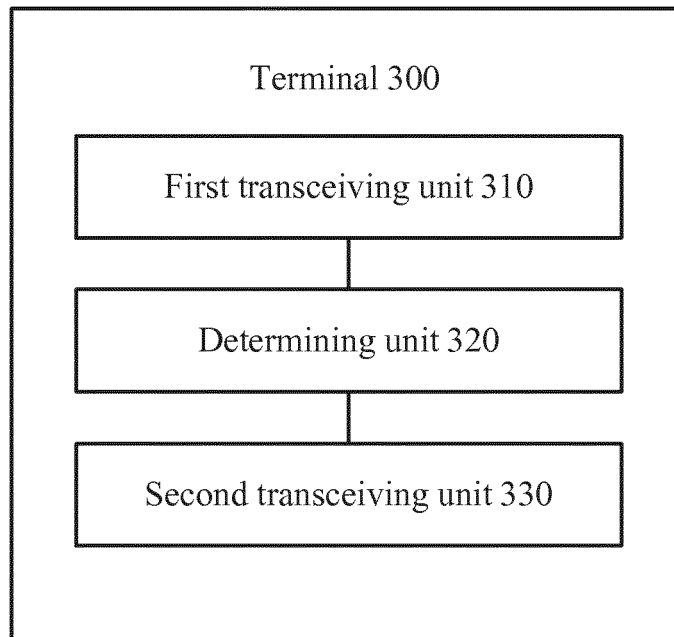 Terminal 300
First transceiving unit 310
Determining unit 320
Second transceiving unit 330